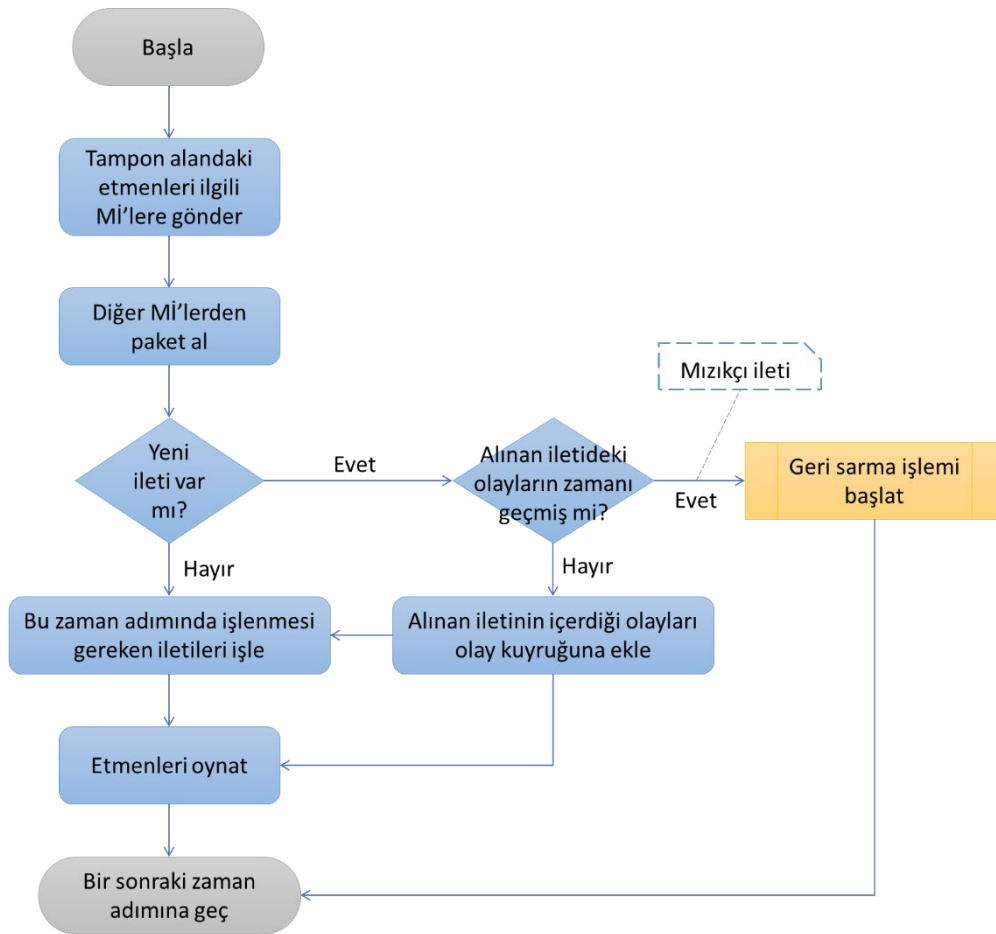 Başla
Tampon alandaki
etmenleri ilgili
Mİ'lere gönder
Diğer Mİ'lerden
paket al
Mızıkçı ileti
Yeni
ileti var
mı?
Evet
Alınan iletideki
olayların zamanı
geçmiş mi?
Evet
Geri sarma işlemi
başlat
Hayır
Hayır
Bu zaman adımında işlenmesi
gereken iletileri işle
Alınan iletinin içerdiği olayları
olay kuyruğuna ekle
Etmenleri oynat
Bir sonraki zaman
adımına geç